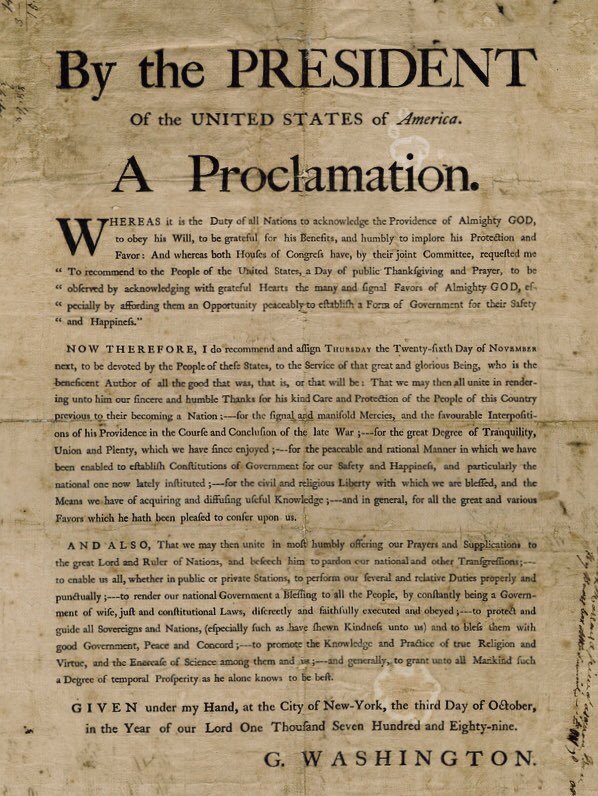 By the PRESIDENT
Of the UNITED STATES of America.
A Proclamation.
WHEREAS it is the Duty of all Nations to acknowledge the Providence of Almighty GOD,
to obey his Will, to be grateful for his Benefits, and humbly to implore his Protection and
Favor: And whereas both Houſes of Congreſs have, by their joint Committee, requeſted me
“ To recommend to the People of the United States, a Day of public Thankſgiving and Prayer, to be
“ obſerved by acknowledging with grateful Hearts the many and ſignal Favors of Almighty GOD, eſ-
“ pecially by affording them an Opportunity peaceably to eſtabliſh a Form of Government for their Safety
“ and Happineſs.”
NOW THEREFORE, I do recommend and aſſign THURSDAY the Twenty-ſixth Day of NOVEMBER
next, to be devoted by the People of theſe States, to the Service of that great and glorious Being, who is the
beneficent Author of all the good that was, that is, or that will be: That we may then all unite in render-
ing unto him our ſincere and humble Thanks for his kind Care and Protection of the People of this Country
previous to their becoming a Nation;---for the ſignal and manifold Mercies, and the favourable Interpoſiti-
ons of his Providence in the Courſe and Concluſion of the late War;---for the great Degree of Tranquility,
Union and Plenty, which we have ſince enjoyed;---for the peaceable and rational Manner in which we have
been enabled to eſtabliſh Conſtitutions of Government for our Safety and Happineſs, and particularly the
national one now lately inſtituted;---for the civil and religious Liberty with which we are bleſſed, and the
Means we have of acquiring and diffuſing uſeful Knowledge;---and in general, for all the great and various
Favors which he hath been pleaſed to confer upon us.
AND ALSO, That we may then unite in moſt humbly offering our Prayers and Supplications to
the great Lord and Ruler of Nations, and beſeech him to pardon our national and other Tranſgreſſions;---
to enable us all, whether in public or private Stations, to perform our ſeveral and relative Duties properly and
punctually;---to render our national Government a Bleſſing to all the People, by conſtantly being a Govern-
ment of wiſe, juſt and conſtitutional Laws, diſcreetly and faithfully executed and obeyed;---to protect and
guide all Sovereigns and Nations, (eſpecially ſuch as have ſhewn Kindneſs unto us) and to bleſs them with
good Government, Peace and Concord;---to promote the Knowledge and Practice of true Religion and
Virtue, and the Encreaſe of Science among them and us;---and generally, to grant unto all Mankind ſuch
a Degree of temporal Proſperity as he alone knows to be beſt.
GIVEN under my Hand, at the City of New-York, the third Day of October,
in the Year of our Lord One Thouſand Seven Hundred and Eighty-nine.
G. WASHINGTON.